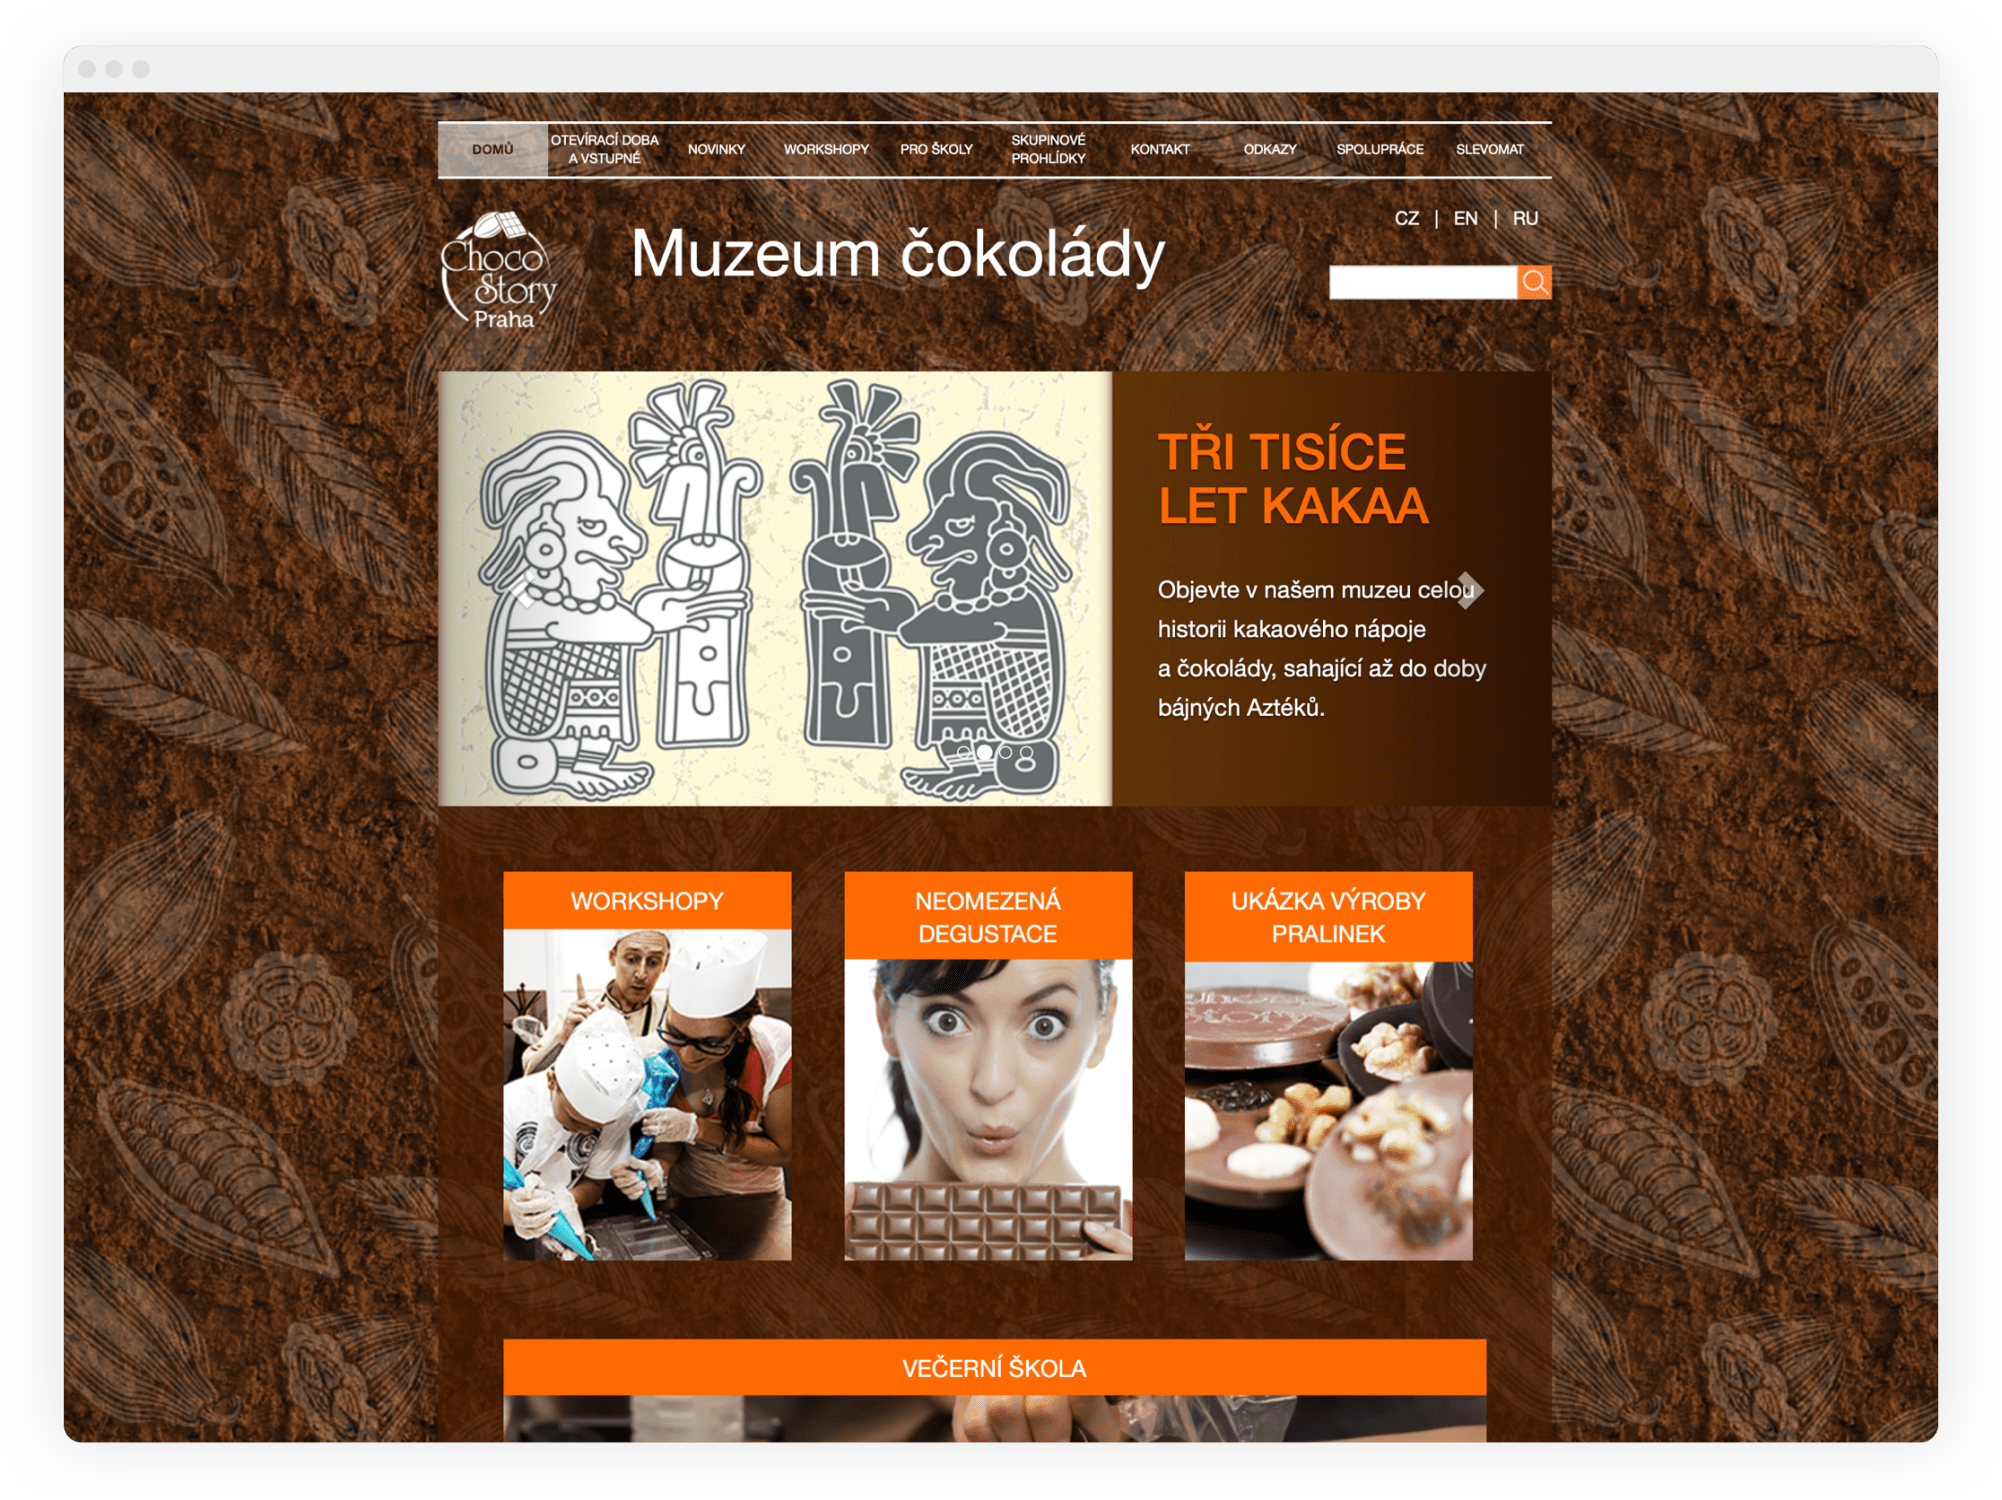 DOMŮ
OTEVÍRACÍ DOBA
A VSTUPNÉ
NOVINKY
WORKSHOPY
PRO ŠKOLY
SKUPINOVÉ
PROHLÍDKY
KONTAKT
ODKAZY
SPOLUPRÁCE
SLEVOMAT
CZ | EN | RU
Choco
Story
Praha
Muzeum čokolády
TŘI TISÍCE
LET KAKAA
Objevte v našem muzeu celou
historii kakaového nápoje
a čokolády, sahající až do doby
bájných Aztéků.
WORKSHOPY
NEOMEZENÁ
DEGUSTACE
UKÁZKA VÝROBY
PRALINEK
VEČERNÍ ŠKOLA